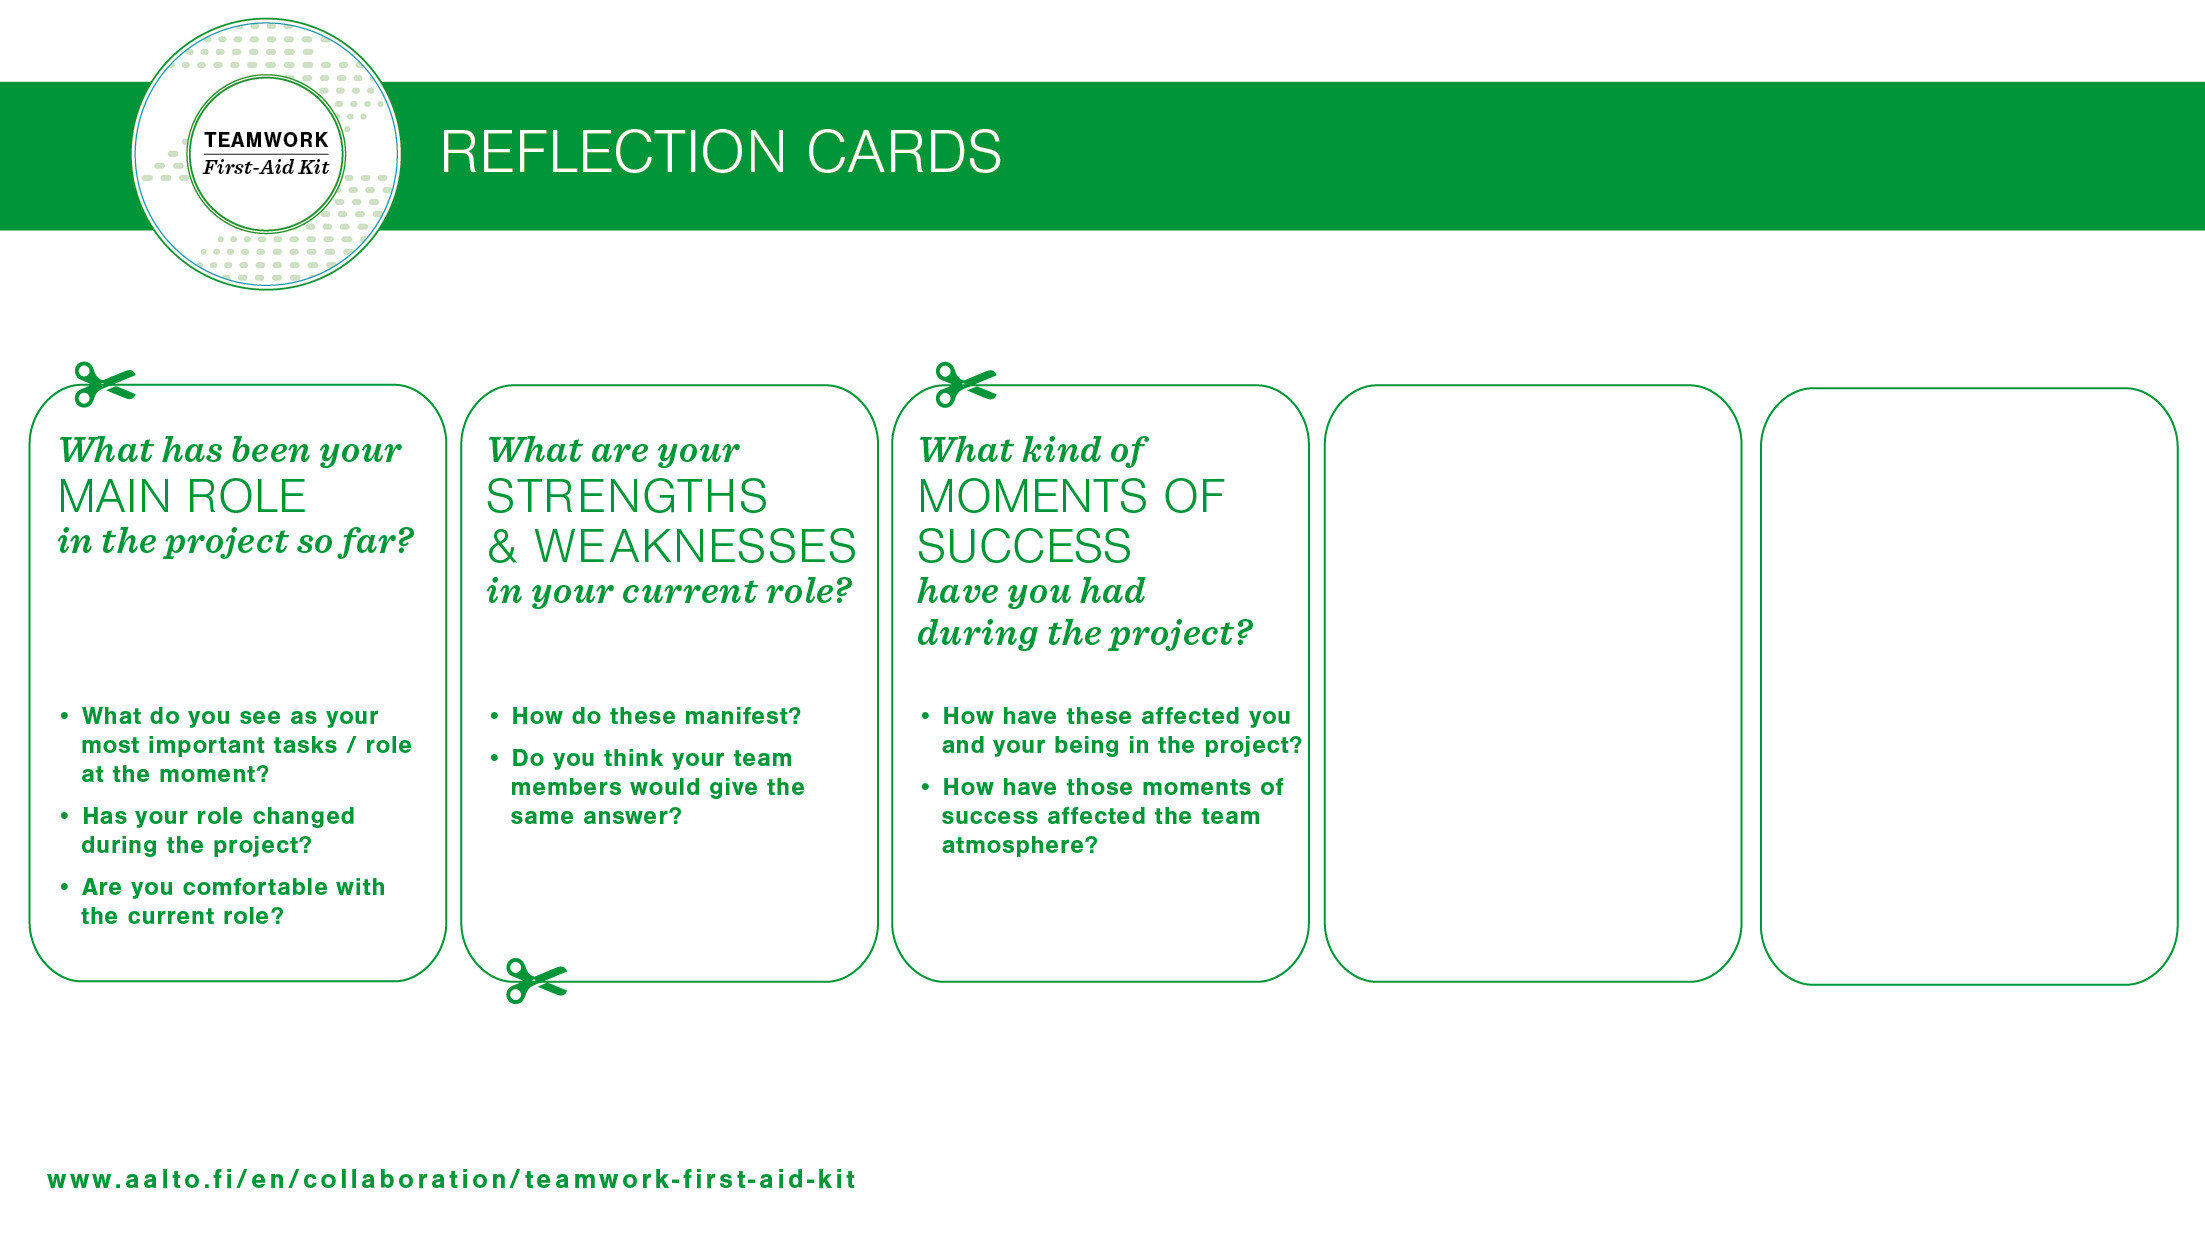 TEAMWORK
First-Aid Kit
REFLECTION CARDS
What has been your
MAIN ROLE
in the project so far?
• What do you see as your
most important tasks / role
at the moment?
• Has your role changed
during the project?
• Are you comfortable with
the current role?
What are your
STRENGTHS
& WEAKNESSES
in your current role?
• How do these manifest?
• Do you think your team
members would give the
same answer?
What kind of
MOMENTS OF
SUCCESS
have you had
during the project?
• How have these affected you
and your being in the project?
• How have those moments of
success affected the team
atmosphere?
www.aalto.fi/en/collaboration/teamwork-first-aid-kit